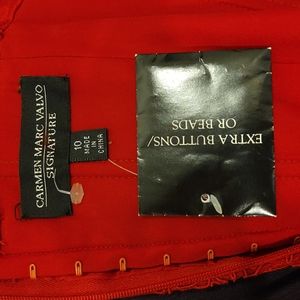 CARMEN MARC VALVO
SIGNATURE
10
MADE IN
CHINA
EXTRA BUTTONS/
OR BEADS